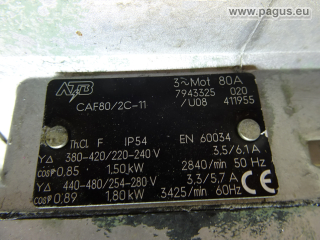 © www.pagus.eu
ATB
3~Mot 80A
CAF80/2C-11
7943325 020
/U08 411955
Th.Cl. F IP54 EN 60034
Y△ 380-420/220-240 V 3.5/6.1 A
cosφ 0,85 1,50 kW 2840/min 50 Hz
Y△ 440-480/254-280 V 3.3/5.7 A
cosφ 0,89 1,80 kW 3425/min 60Hz CE